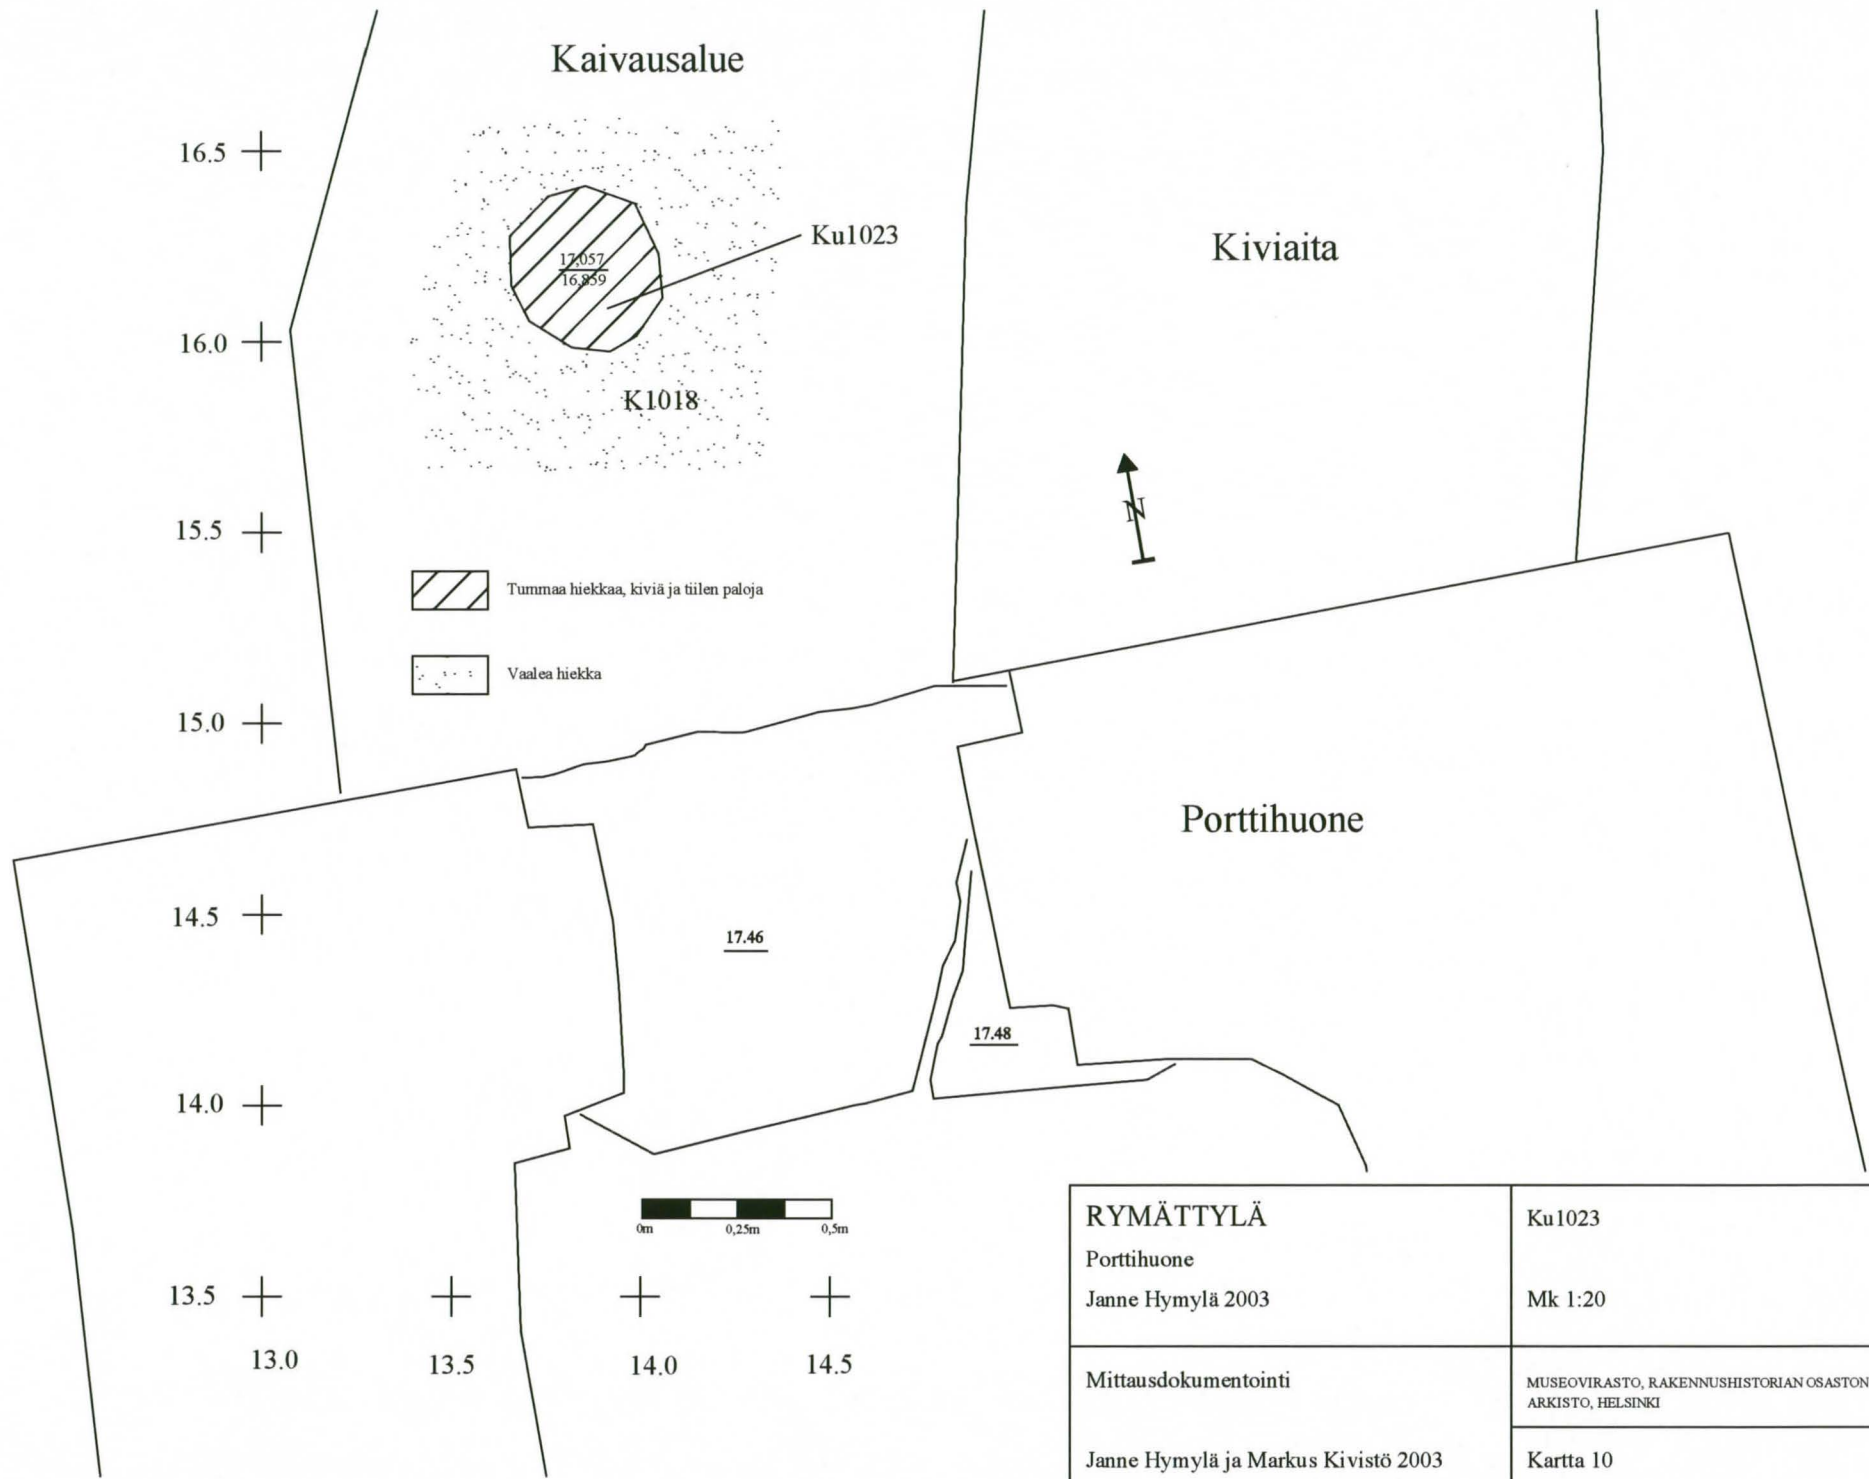 Kaivausalue
16.5
Ku1023
Kiviaita
17,057
16,859
16.0
K1018
N
15.5
Tummaa hiekkaa, kiviä ja tiilen paloja
Vaalea hiekka
15.0
Porttihuone
14.5
17.46
17.48
14.0
0m 0,25m 0,5m
13.5
13.0 13.5 14.0 14.5
RYMÄTTYLÄ
Porttihuone
Janne Hymylä 2003
Ku1023
Mk 1:20
Mittausdokumentointi
Janne Hymylä ja Markus Kivistö 2003
MUSEOVIRASTO, RAKENNUSHISTORIAN OSASTON
ARKISTO, HELSINKI
Kartta 10